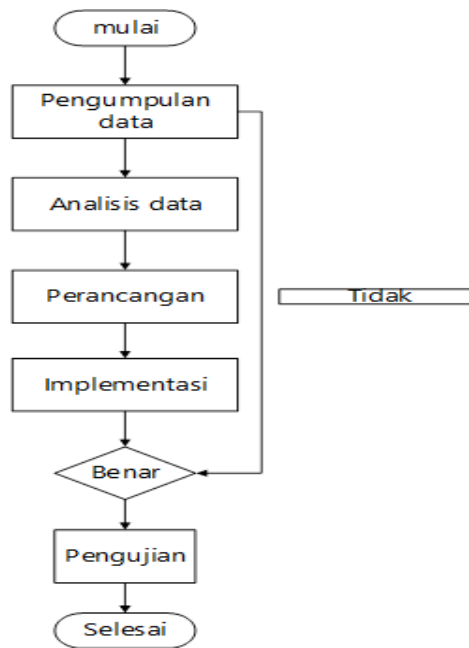 mulai
Pengumpulan
data
Analisis data
Perancangan
Tidak
Implementasi
Benar
Pengujian
Selesai